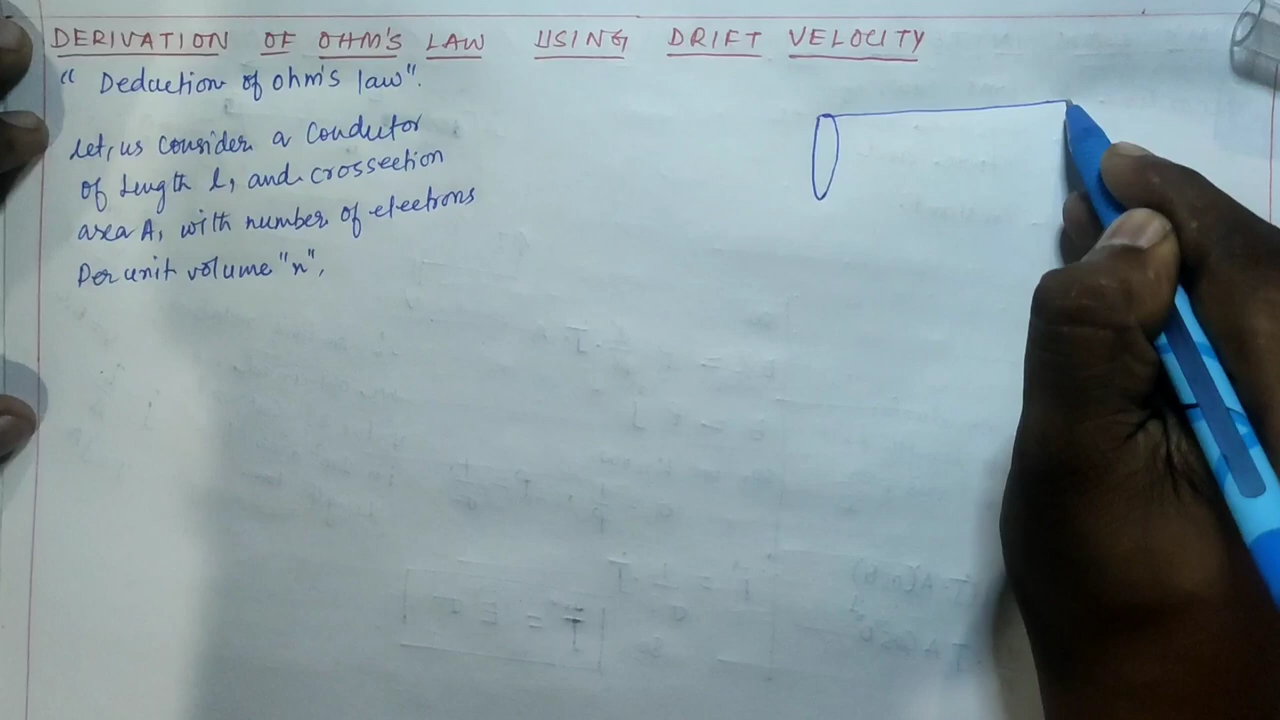 DERIVATION OF OHM'S LAW USING DRIFT VELOCITY
" Deduction of ohm's law".
Let, us consider a Condutor
of length l, and crossection
area A, with number of electrons
Per unit volume "n",